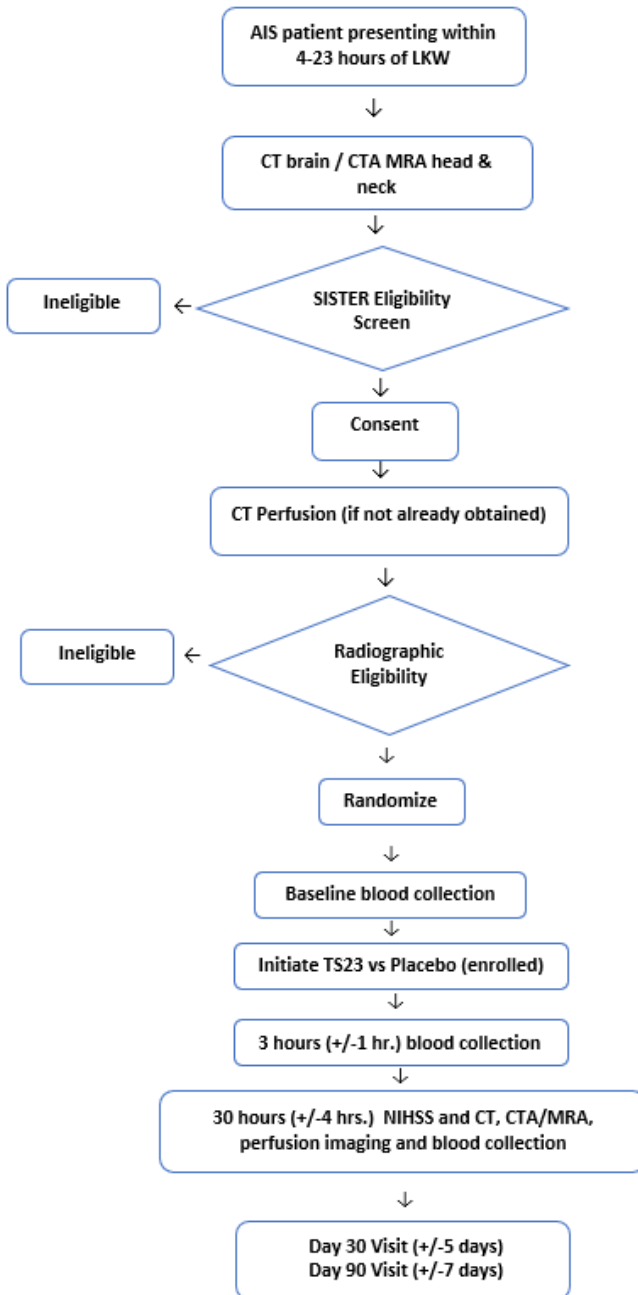 AIS patient presenting within
4-23 hours of LKW
CT brain / CTA MRA head &
neck
Ineligible
SISTER Eligibility
Screen
Consent
CT Perfusion (if not already obtained)
Ineligible
Radiographic
Eligibility
Randomize
Baseline blood collection
Initiate TS23 vs Placebo (enrolled)
3 hours (+/-1 hr.) blood collection
30 hours (+/-4 hrs.)  NIHSS and CT, CTA/MRA,
perfusion imaging and blood collection
Day 30 Visit (+/-5 days)
Day 90 Visit (+/-7 days)